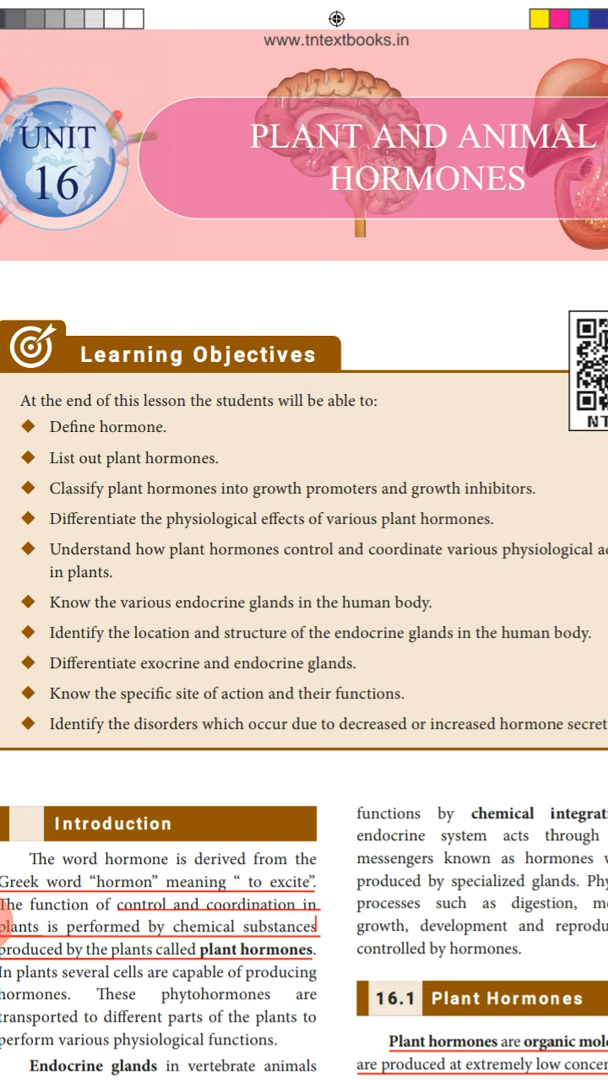 www.tntextbooks.in
UNIT
16
PLANT AND ANIMAL
HORMONES
Learning Objectives
At the end of this lesson the students will be able to:
Define hormone.
List out plant hormones.
Classify plant hormones into growth promoters and growth inhibitors.
Differentiate the physiological effects of various plant hormones.
Understand how plant hormones control and coordinate various physiological
in plants.
Know the various endocrine glands in the human body.
Identify the location and structure of the endocrine glands in the human body.
Differentiate exocrine and endocrine glands.
Know the specific site of action and their functions.
Identify the disorders which occur due to decreased or increased hormone
Introduction
The word hormone is derived from the
Greek word “hormon” meaning “ to excite”.
The function of control and coordination in
plants is performed by chemical substances
produced by the plants called plant hormones.
In plants several cells are capable of producing
hormones. These phytohormones are
transported to different parts of the plants to
perform various physiological functions.
Endocrine glands in vertebrate animals
functions by chemical
endocrine system acts through
messengers known as hormones
produced by specialized glands.
processes such as digestion,
growth, development and
controlled by hormones.
16.1 Plant Hormones
Plant hormones are organic
are produced at extremely low